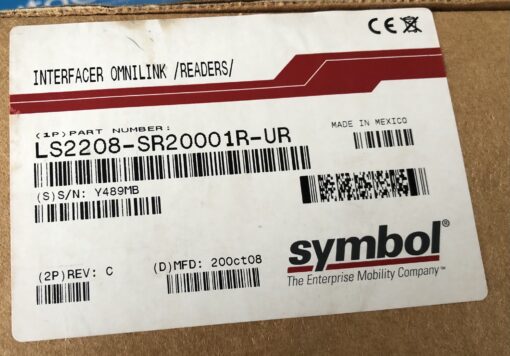 CE
INTERFACER OMNILINK /READERS/
(1P)PART NUMBER:
LS2208-SR20001R-UR
MADE IN MEXICO
(S)S/N: Y489MB
symbol®
The Enterprise Mobility Company™
(2P)REV: C
(D)MFD: 20Oct08